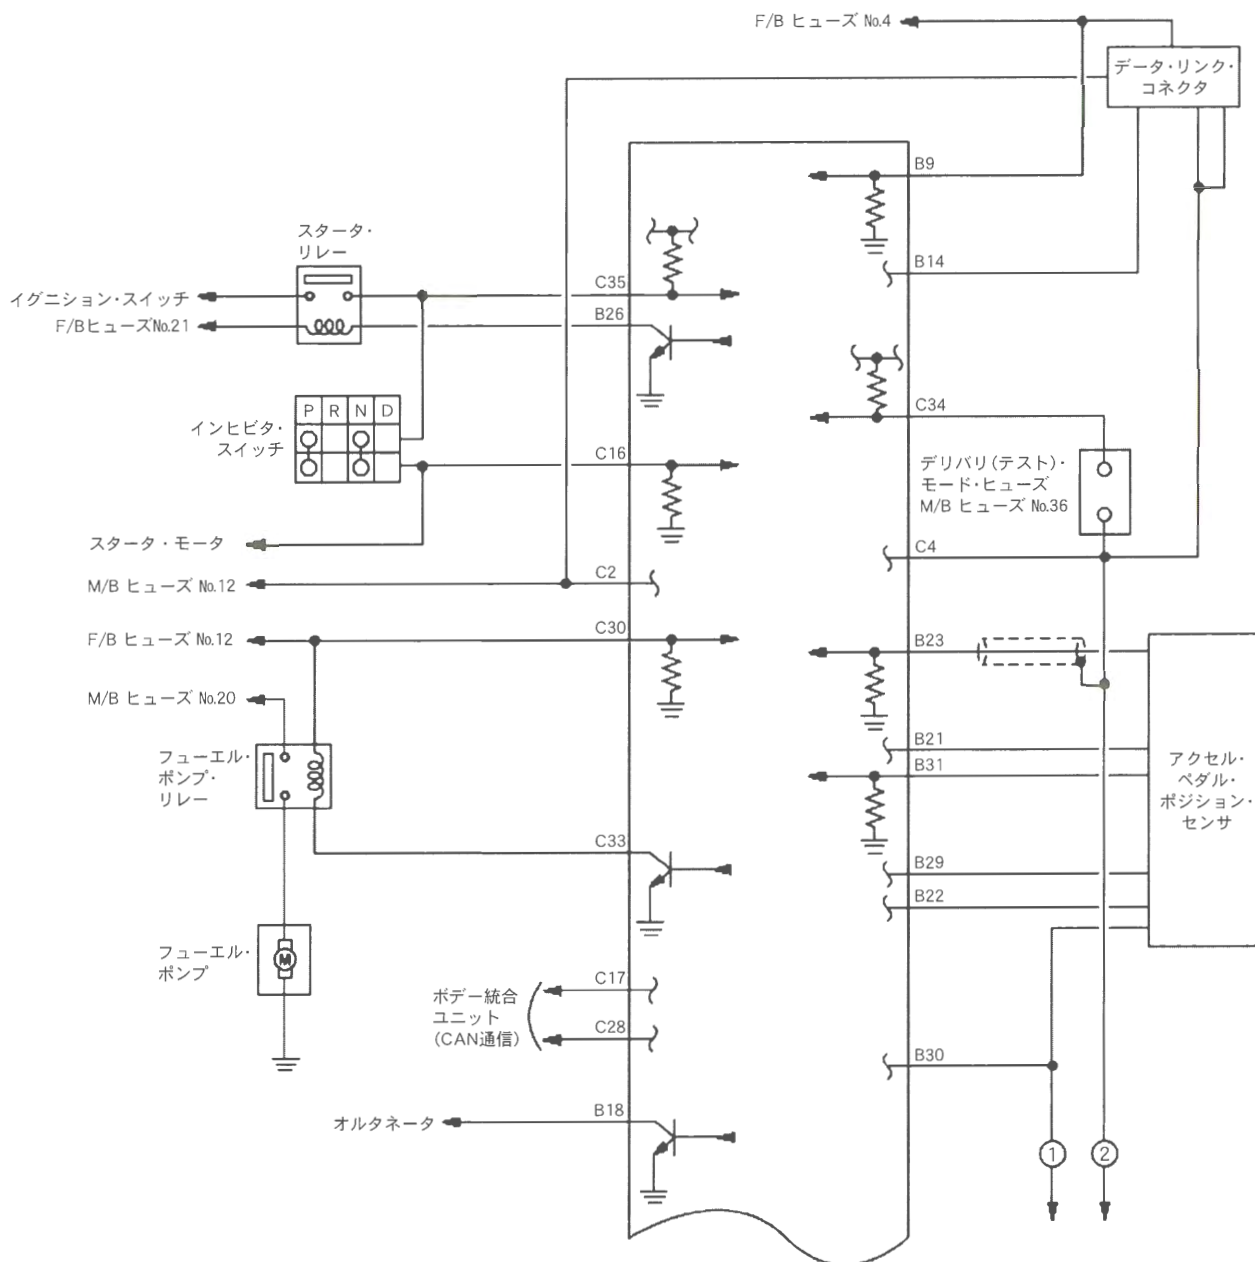 F/B ヒューズ No.4
データ・リンク・
コネクタ
B9
スタータ・
リレー
B14
C35
イグニション・スイッチ
B26
F/BヒューズNo.21
P R N D
C34
インヒビタ・
スイッチ
C16
デリバリ(テスト)・
モード・ヒューズ
M/B ヒューズ No.36
スタータ・モータ
C4
C2
M/B ヒューズ No.12
C30
F/B ヒューズ No.12
B23
M/B ヒューズ No.20
B21
フューエル・
ポンプ・
リレー
B31
アクセル・
ペダル・
ポジション・
センサ
C33
B29
B22
フューエル・
ポンプ
M
C17
ボデー統合
ユニット
(CAN通信)
C28
B30
B18
オルタネータ
1
2